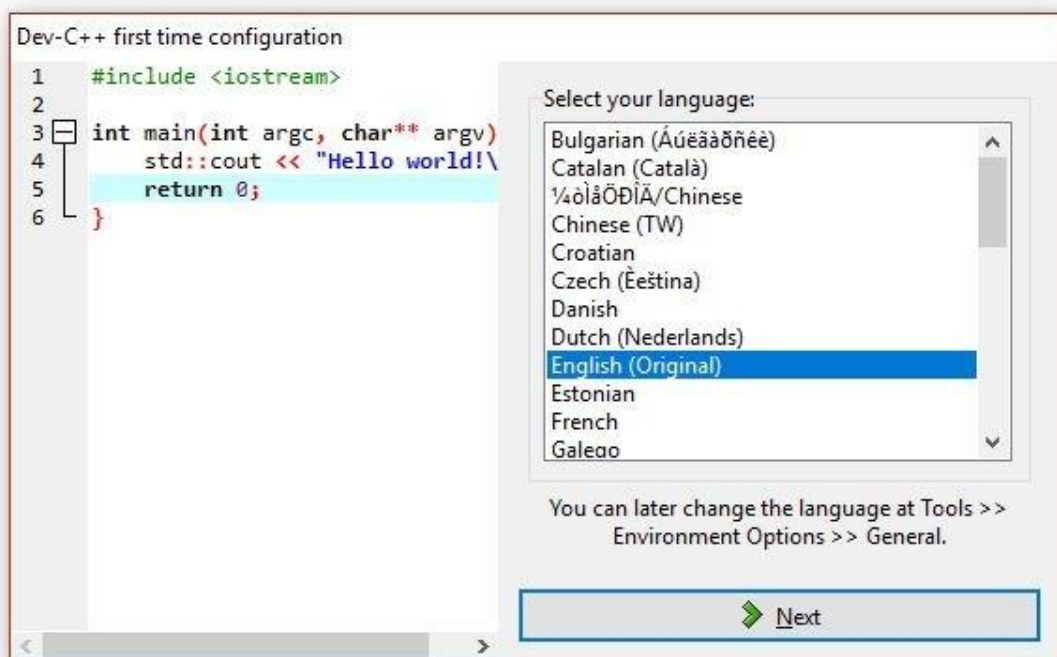 Dev-C++ first time configuration
1 #include <iostream>
2
3 int main(int argc, char** argv)
4 std::cout << "Hello world!\
5 return 0;
6 }
Select your language:
Bulgarian (Áúëãàðñêè)
Catalan (Català)
¼òÌåÖÐÎÄ/Chinese
Chinese (TW)
Croatian
Czech (Èeština)
Danish
Dutch (Nederlands)
English (Original)
Estonian
French
Galego
You can later change the language at Tools >>
Environment Options >> General.
Next